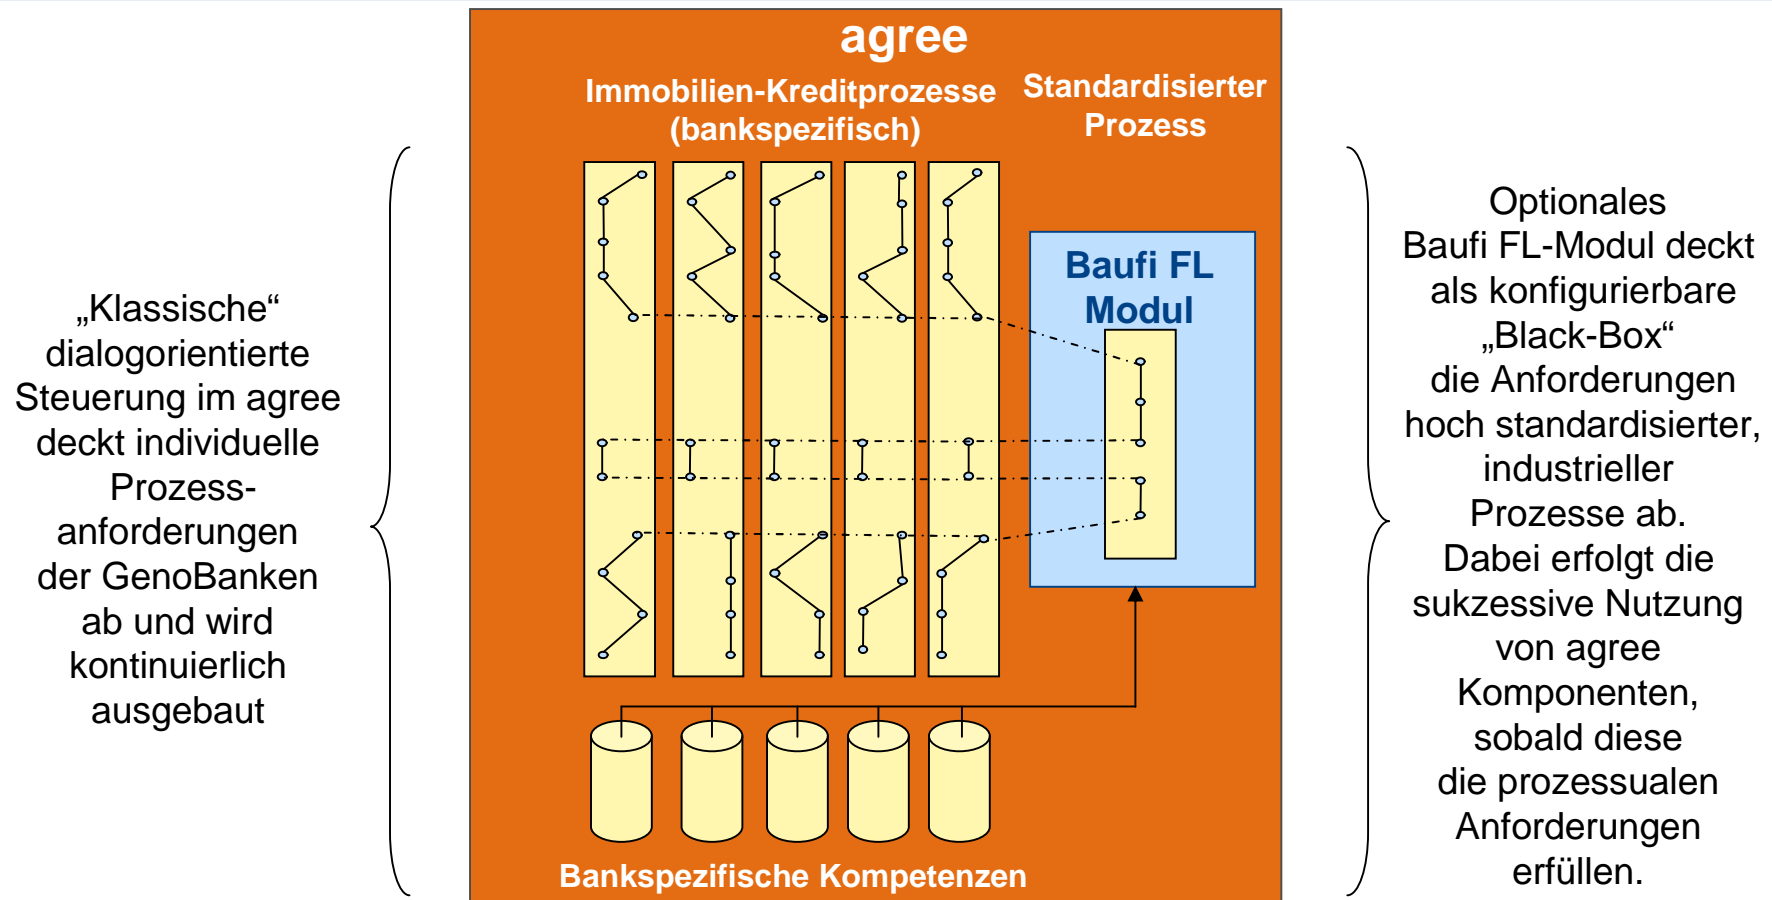 agree
Immobilien-Kreditprozesse
(bankspezifisch)
Standardisierter
Prozess
„Klassische“
dialogorientierte
Steuerung im agree
deckt individuelle
Prozess-
anforderungen
der GenoBanken
ab und wird
kontinuierlich
ausgebaut
Baufi FL
Modul
Optionales
Baufi FL-Modul deckt
als konfigurierbare
„Black-Box“
die Anforderungen
hoch standardisierter,
industrieller
Prozesse ab.
Dabei erfolgt die
sukzessive Nutzung
von agree
Komponenten,
sobald diese
die prozessualen
Anforderungen
erfüllen.
Bankspezifische Kompetenzen